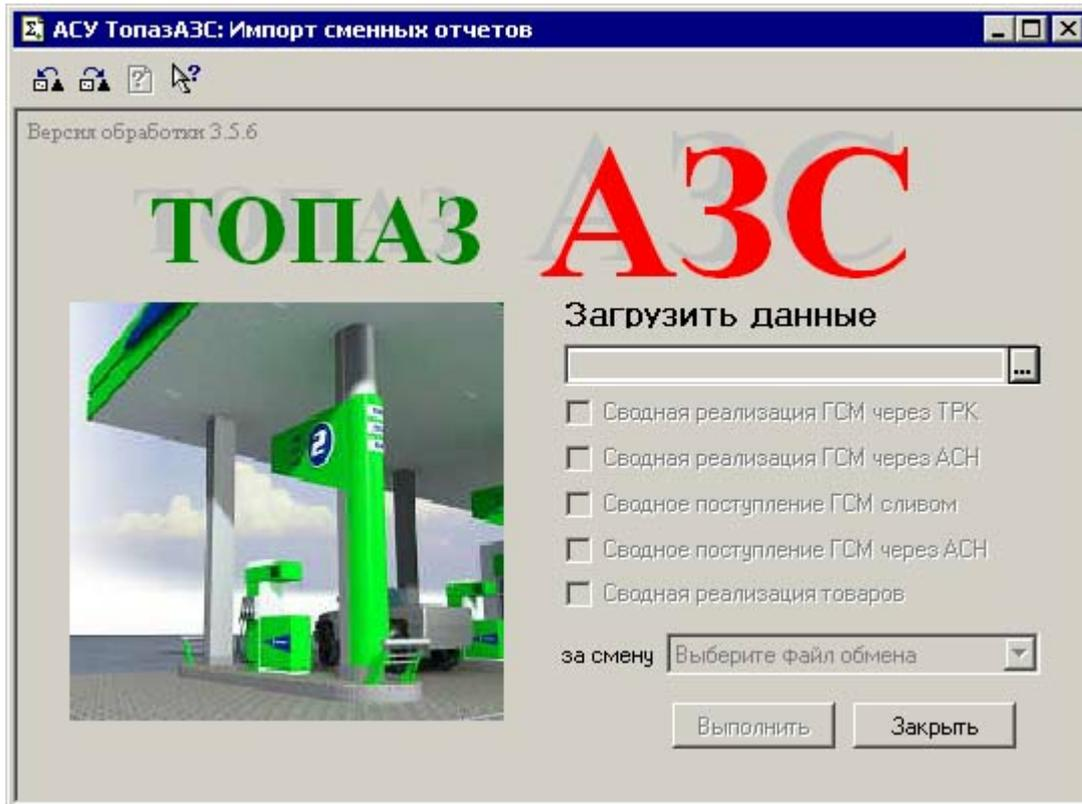 АСУ ТопазАЗС: Импорт сменных отчетов
Версия обработки 3.5.6
ТОПАЗ АЗС
Загрузить данные
...
Сводная реализация ГСМ через ТРК
Сводная реализация ГСМ через АСН
Сводное поступление ГСМ сливом
Сводное поступление ГСМ через АСН
Сводная реализация товаров
за смену Выберите файл обмена
Выполнить Закрыть
2